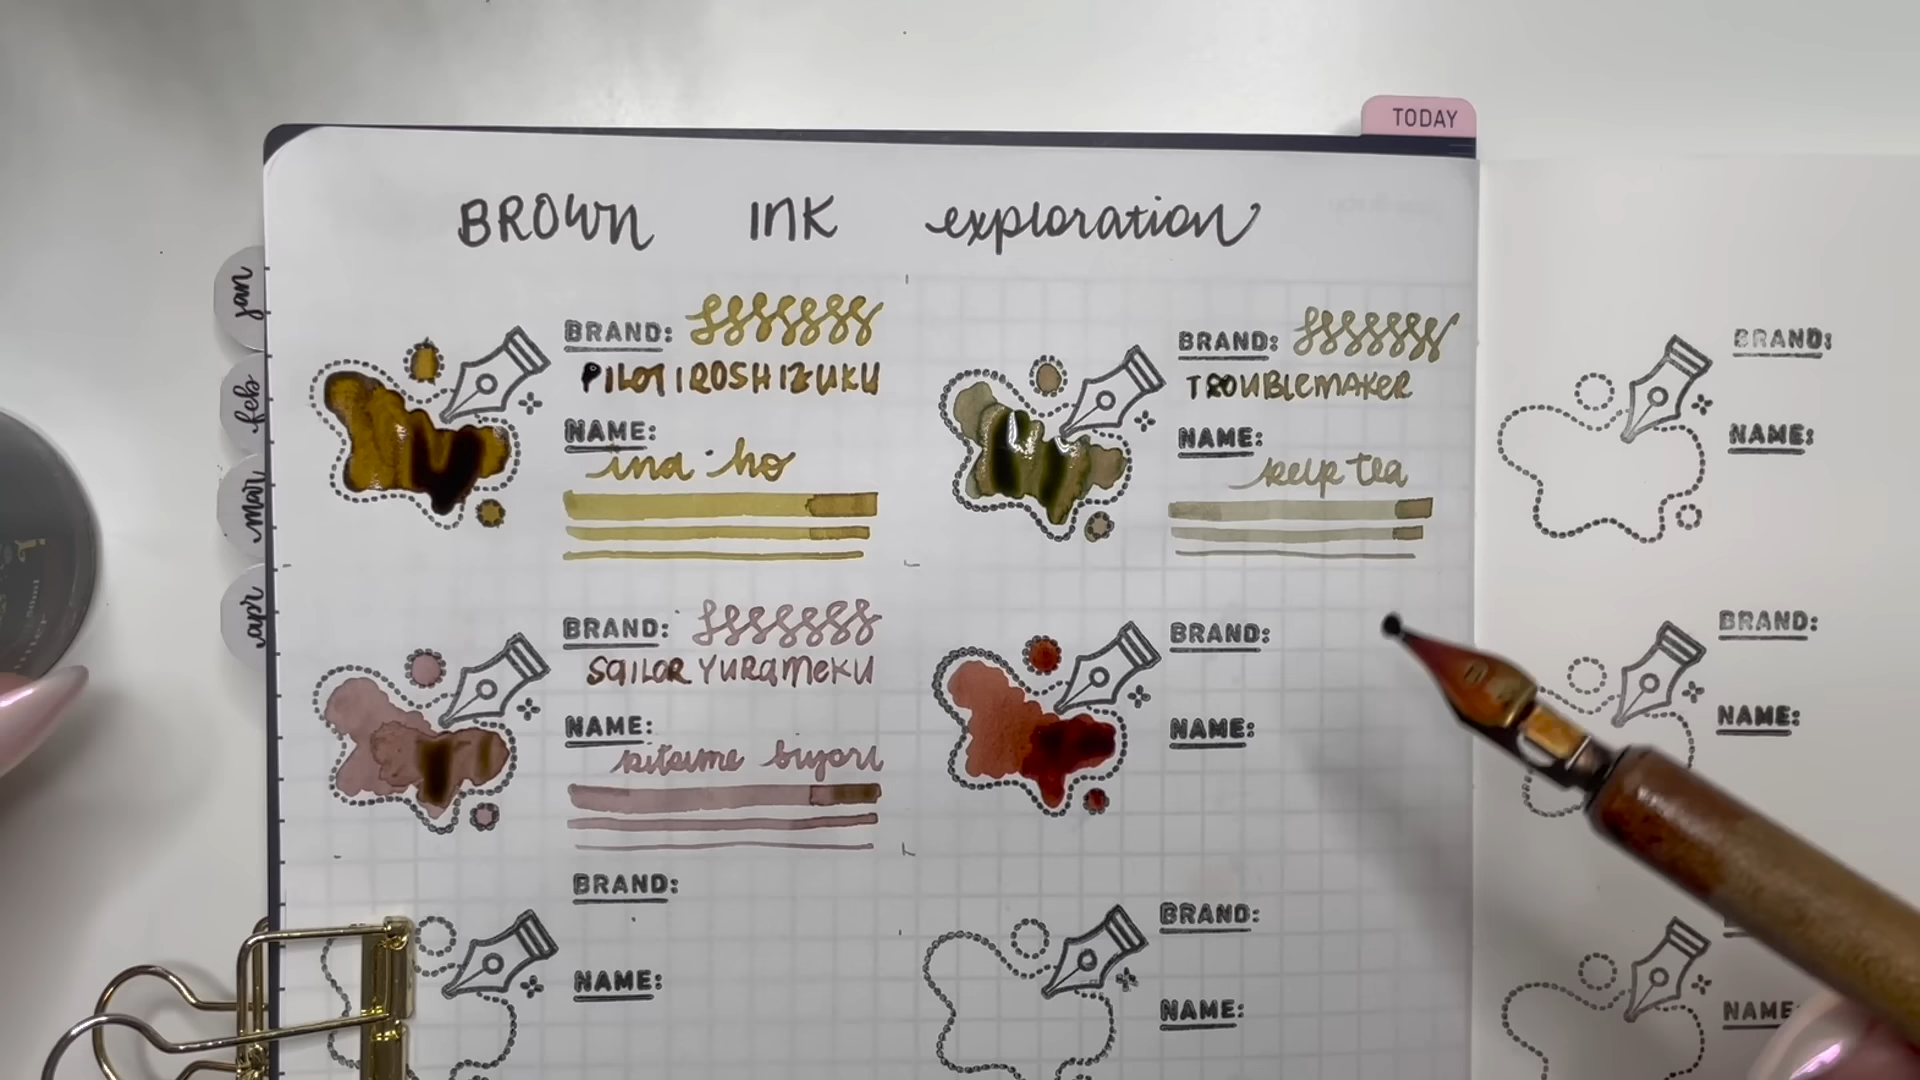 TODAY
BROWN INK exploration
jan
feb
mar
apr
BRAND:
PILOT IROSHIZUKU
NAME:
ina-ho
BRAND:
TROUBLEMAKER
NAME:
kelp tea
BRAND:
SAILOR YURAMEKU
NAME:
kitsune biyori
BRAND:
NAME:
BRAND:
NAME:
BRAND:
NAME:
BRAND:
NAME:
BRAND:
NAME:
NAME
50ml